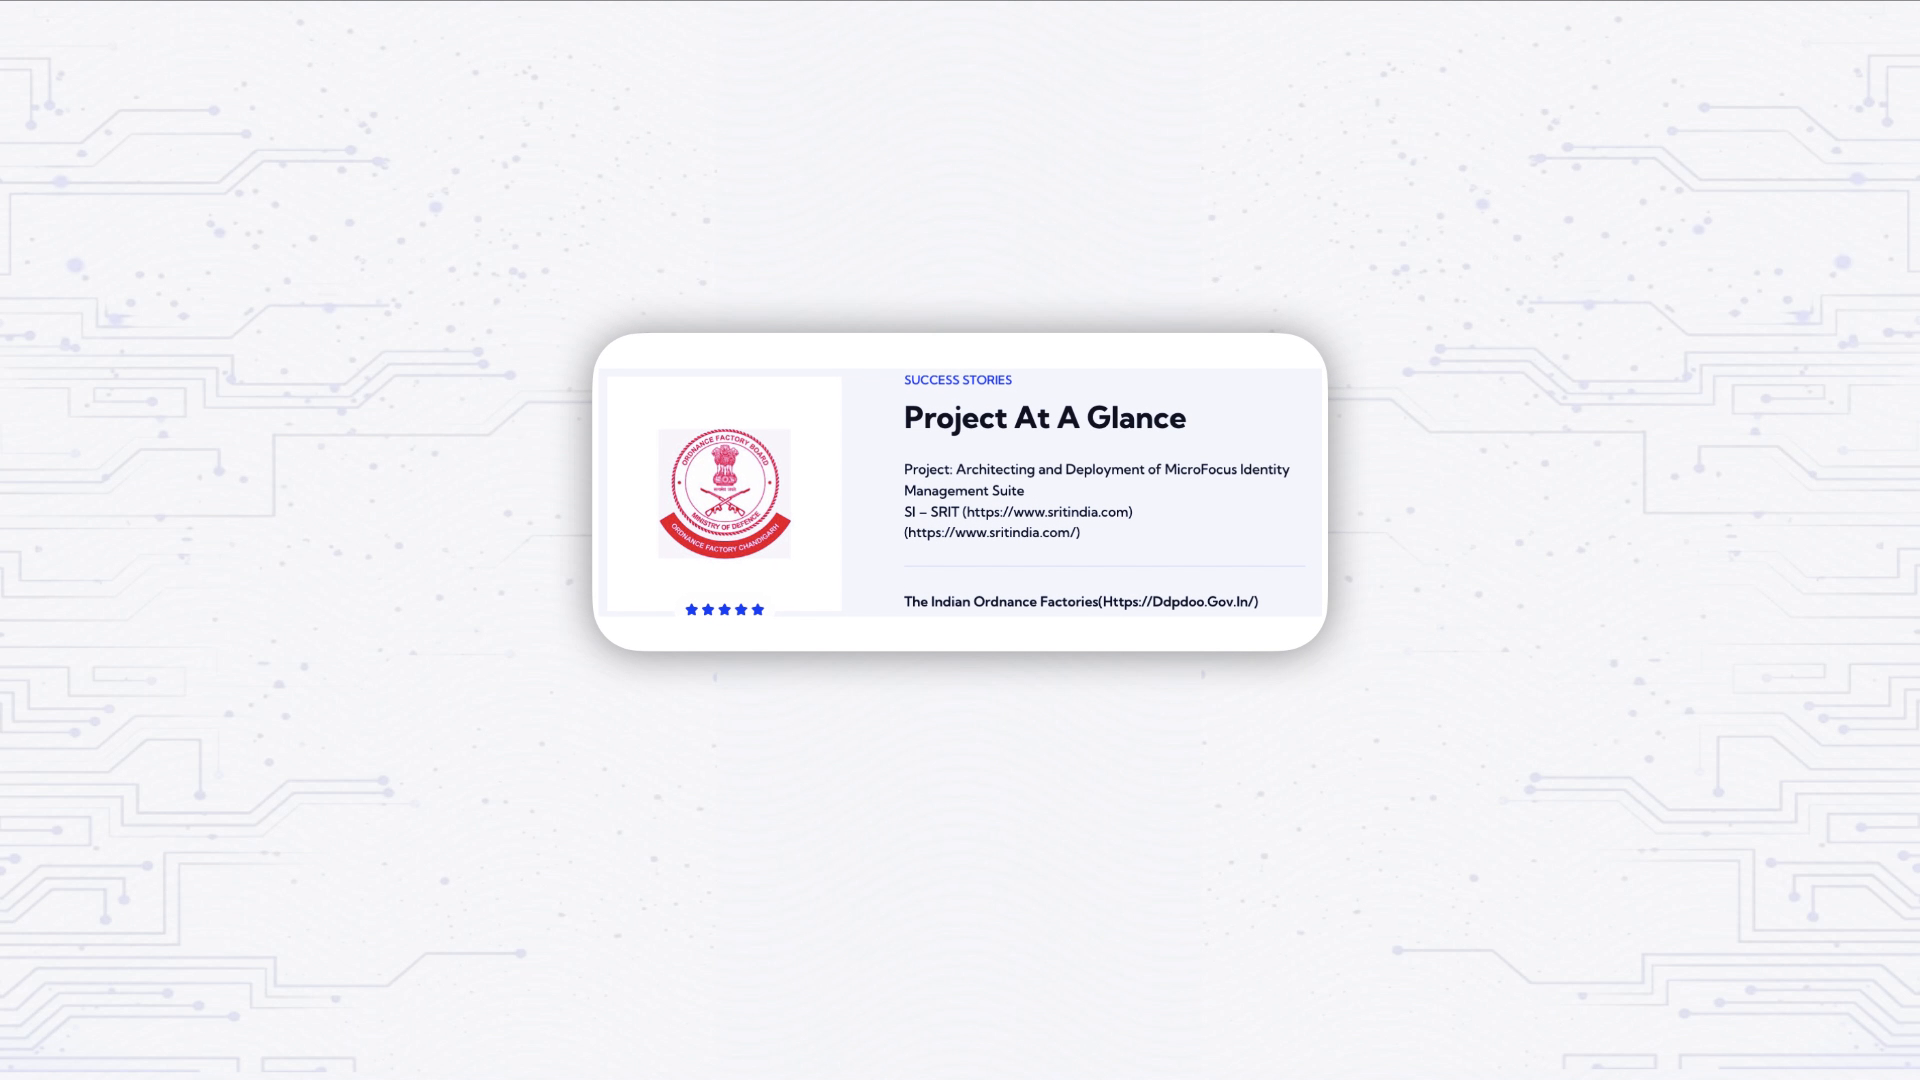 ORDNANCE FACTORY BOARD
MINISTRY OF DEFENCE
ORDNANCE FACTORY CHANDIGARH
SUCCESS STORIES
Project At A Glance
Project: Architecting and Deployment of MicroFocus Identity
Management Suite
SI – SRIT (https://www.sritindia.com)
(https://www.sritindia.com/)
The Indian Ordnance Factories(Https://Ddpdoo.Gov.In/)